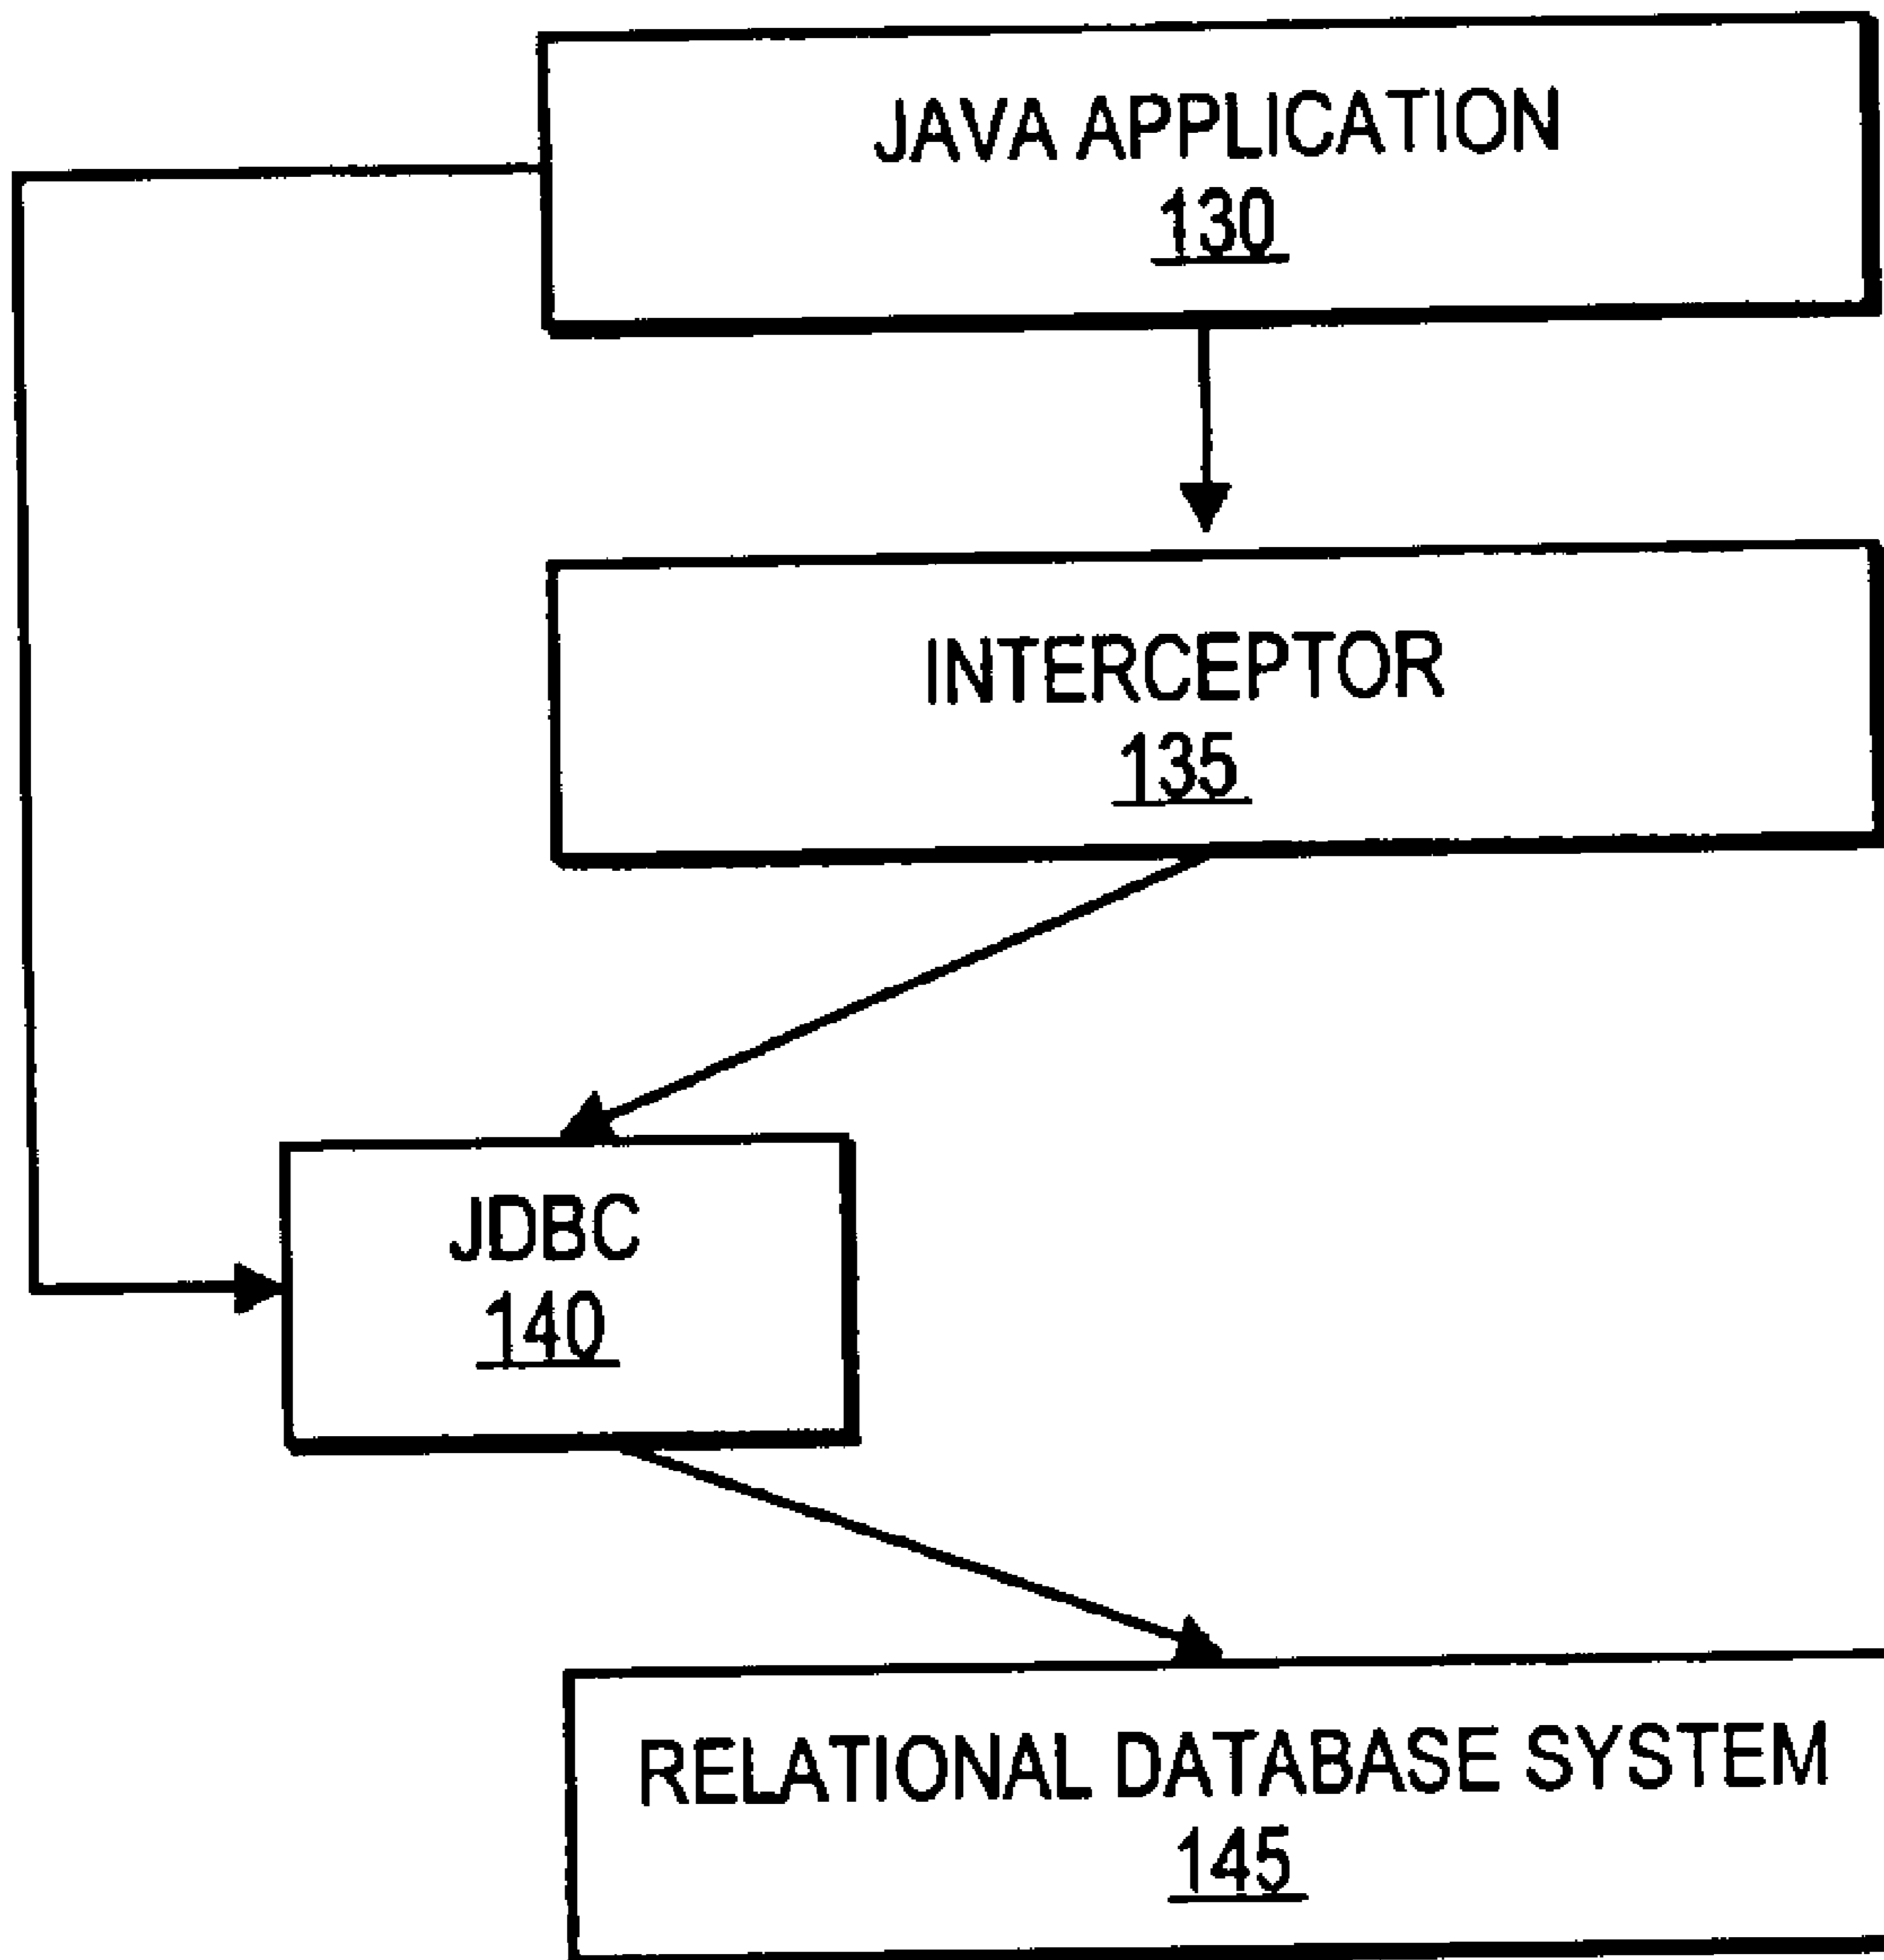 JAVA APPLICATION
130
INTERCEPTOR
135
JDBC
140
RELATIONAL DATABASE SYSTEM
145